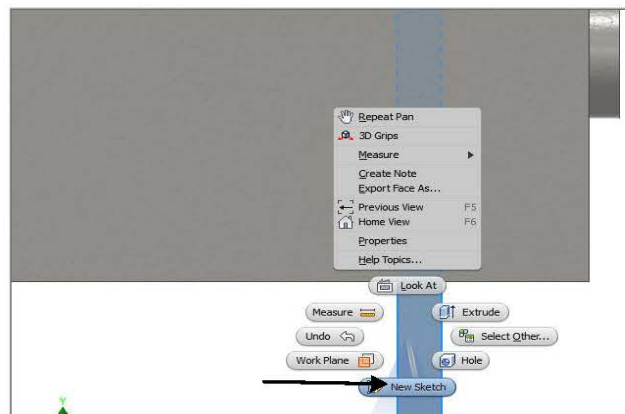 Repeat Pan
3D Grips
Measure
Create Note
Export Face As...
Previous View F5
Home View F6
Properties
Help Topics...
Look At
Measure Extrude
Undo Select Other...
Work Plane Hole
New Sketch
Y